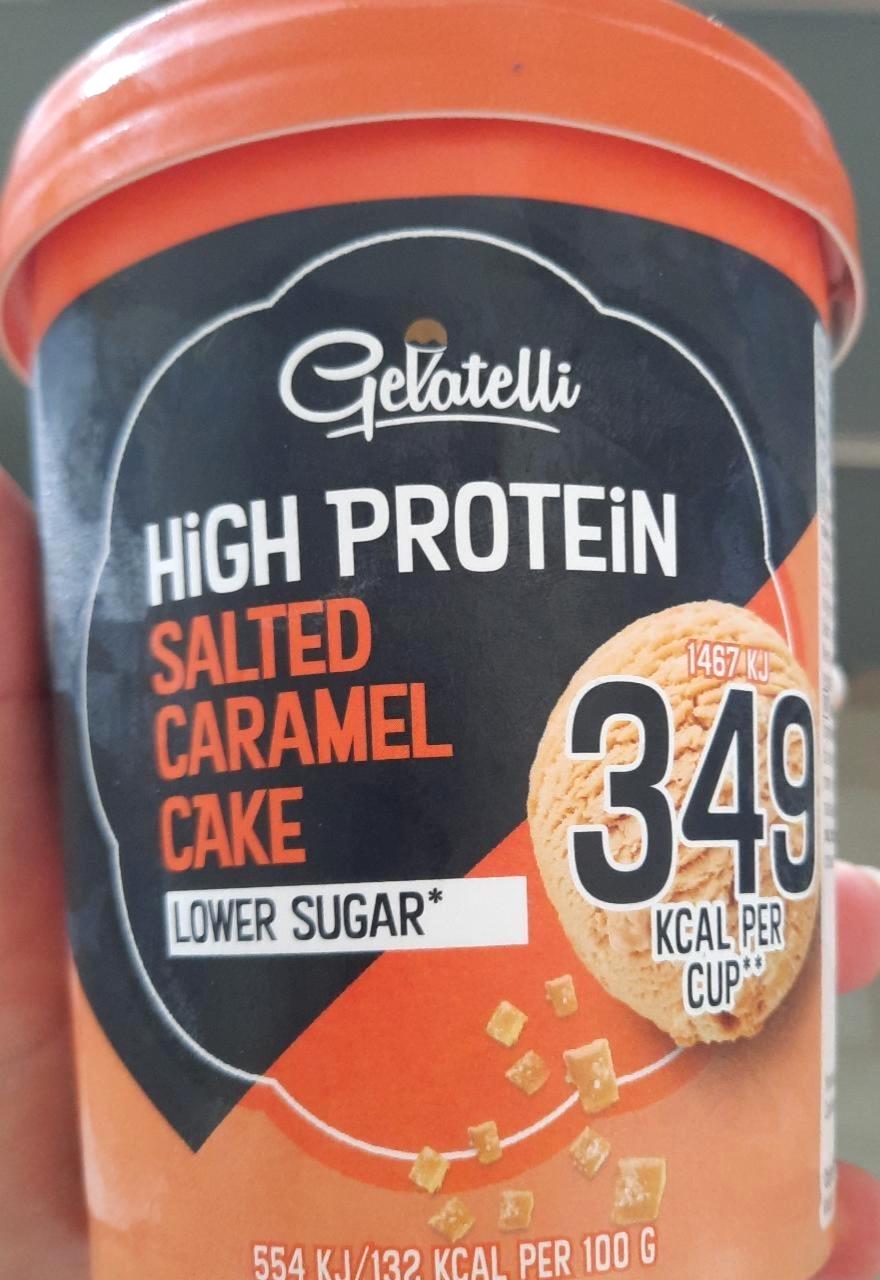 Gelatelli
HiGH PROTEiN
SALTED
CARAMEL
CAKE
LOWER SUGAR*
1467 KJ
349
KCAL PER
CUP**
554 KJ/132 KCAL PER 100 G